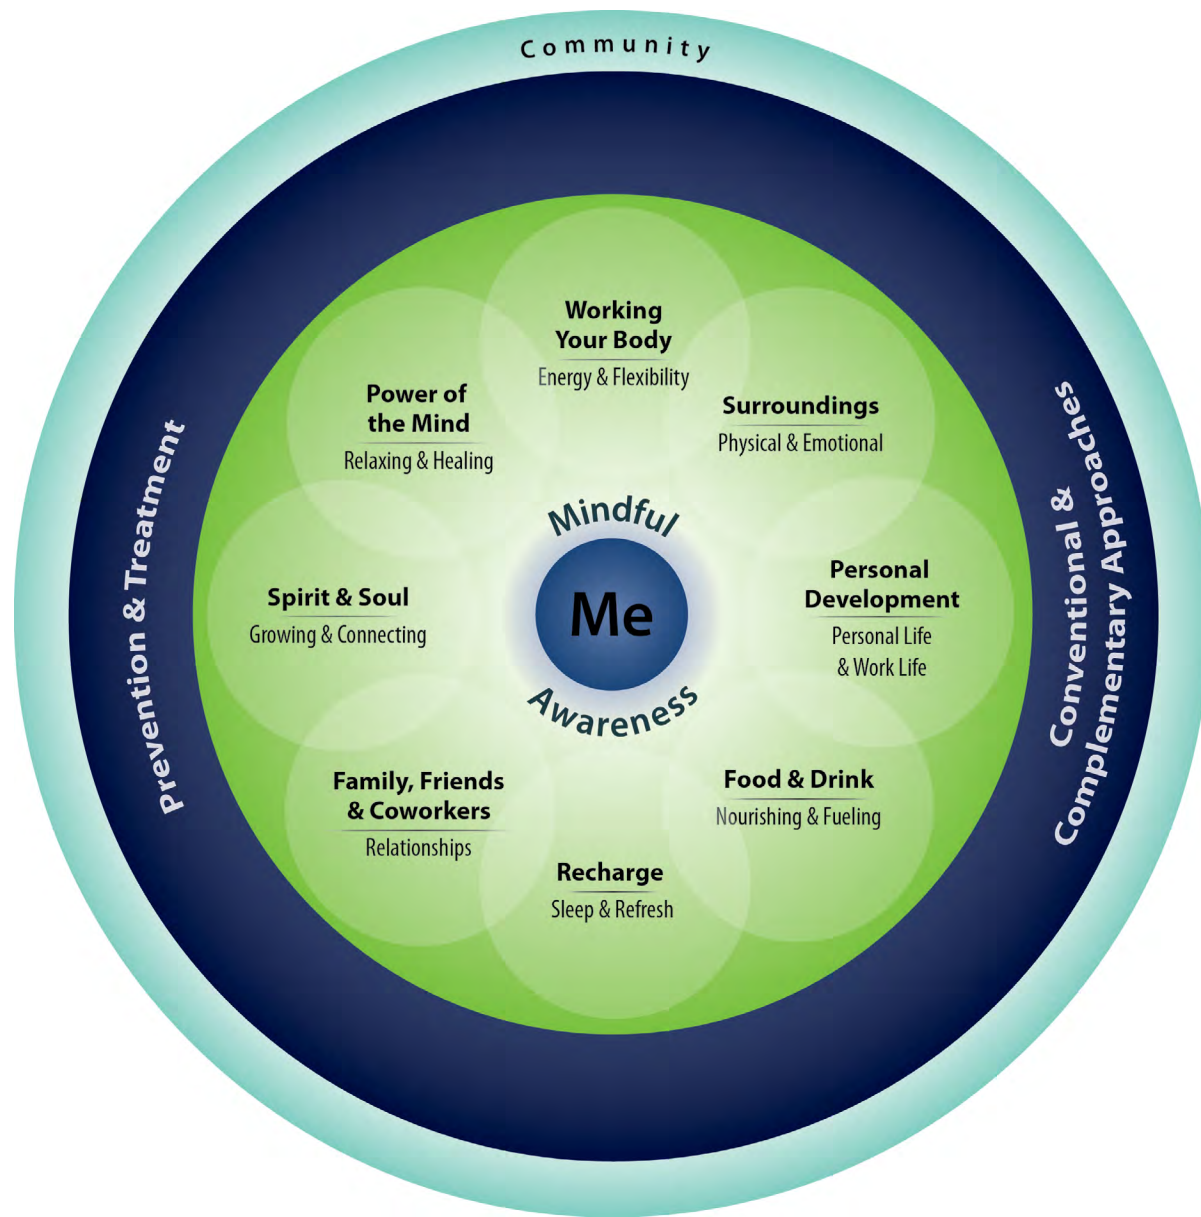 Community
Prevention & Treatment
Conventional &
Complementary Approaches
Working
Your Body
Energy & Flexibility
Surroundings
Physical & Emotional
Personal
Development
Personal Life
& Work Life
Food & Drink
Nourishing & Fueling
Recharge
Sleep & Refresh
Family, Friends
& Coworkers
Relationships
Spirit & Soul
Growing & Connecting
Power of
the Mind
Relaxing & Healing
Mindful
Me
Awareness